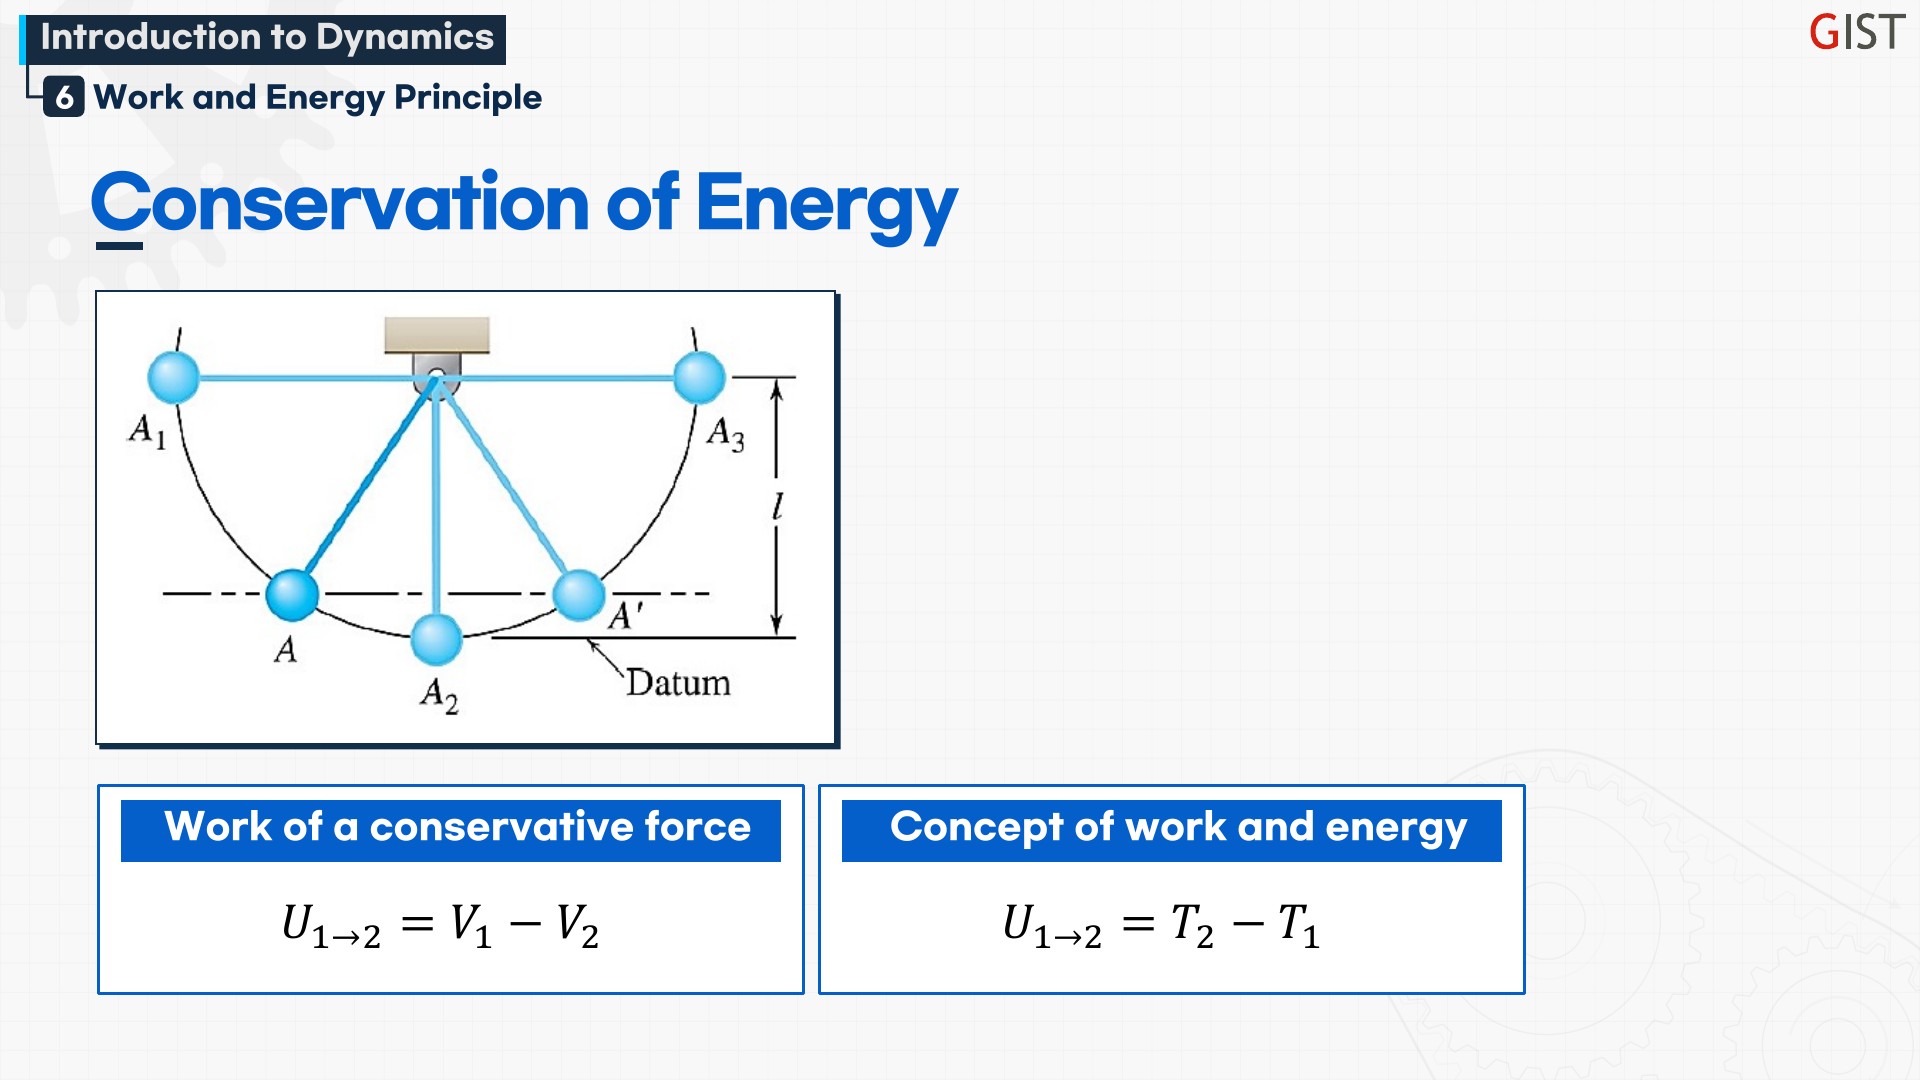 Introduction to Dynamics
GIST
6 Work and Energy Principle
Conservation of Energy
A₁
A₃
l
A
A'
A₂
Datum
Work of a conservative force
U₁→₂ = V₁ − V₂
Concept of work and energy
U₁→₂ = T₂ − T₁